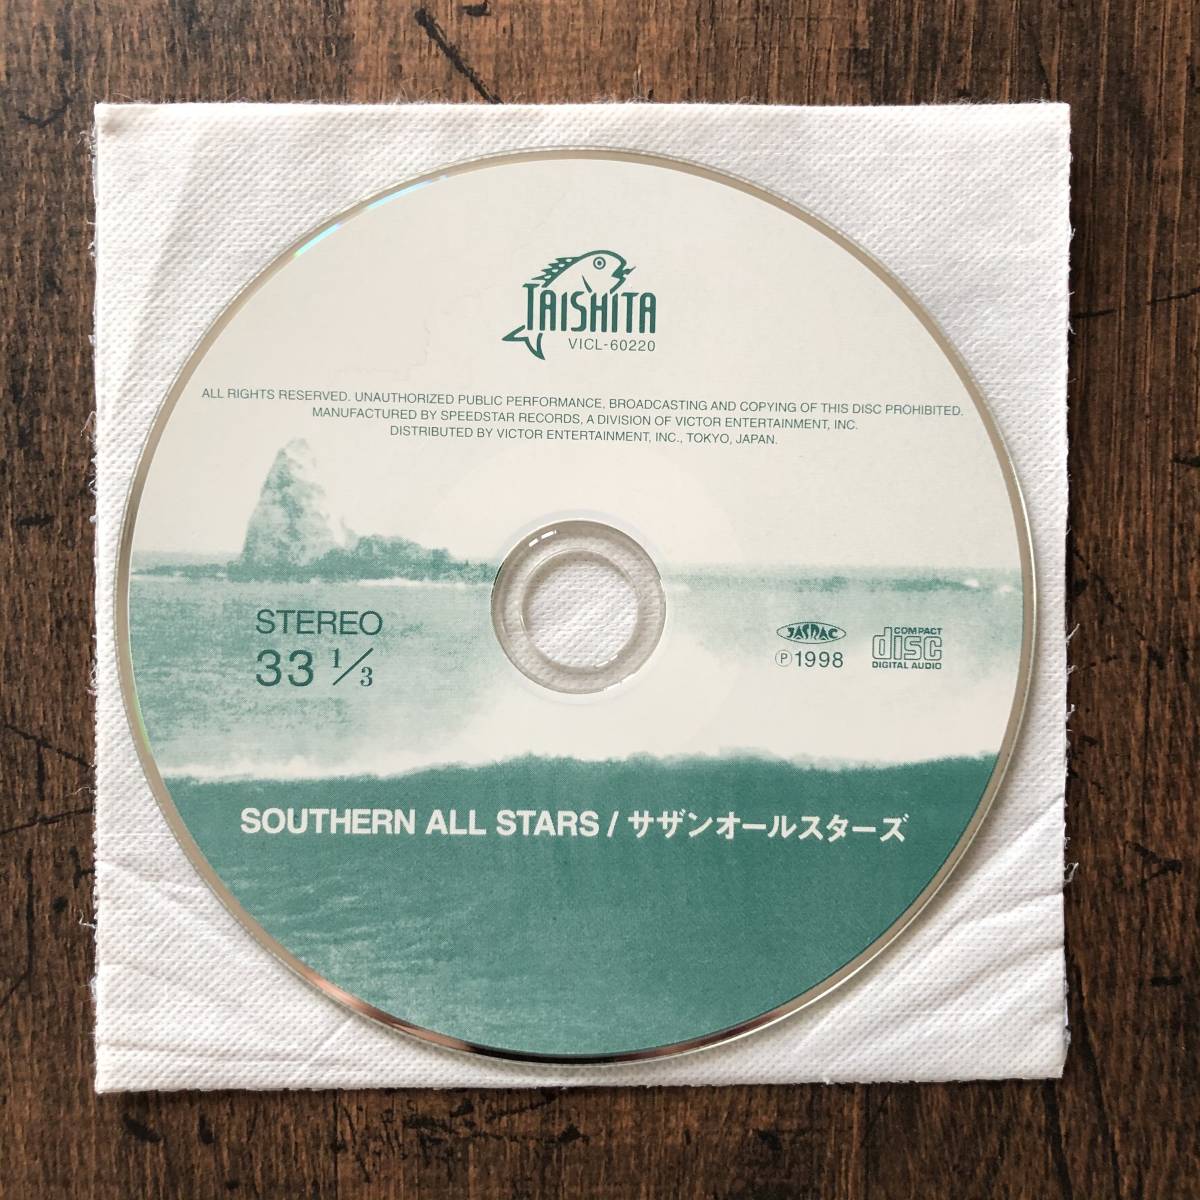 TAISHITA
VICL-60220
ALL RIGHTS RESERVED. UNAUTHORIZED PUBLIC PERFORMANCE, BROADCASTING AND COPYING OF THIS DISC PROHIBITED.
MANUFACTURED BY SPEEDSTAR RECORDS, A DIVISION OF VICTOR ENTERTAINMENT, INC.
DISTRIBUTED BY VICTOR ENTERTAINMENT, INC., TOKYO, JAPAN.
STEREO
33 1/3
JASRAC
Ⓟ1998
COMPACT
disc
DIGITAL AUDIO
SOUTHERN ALL STARS / サザンオールスターズ